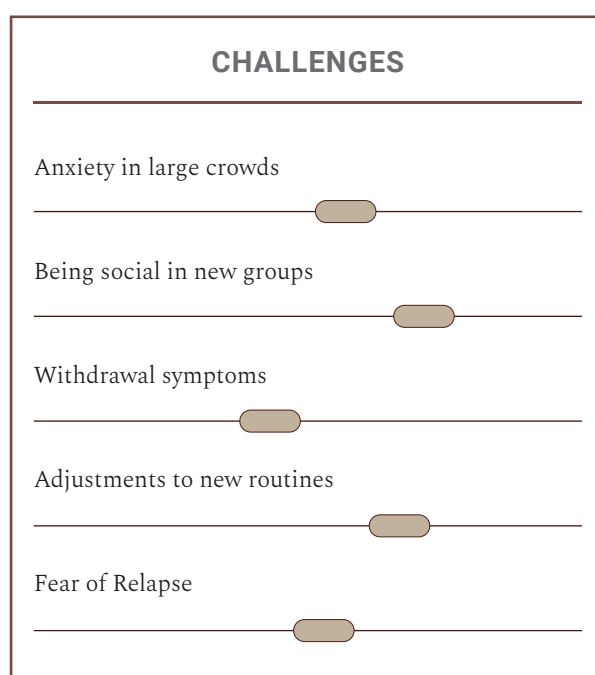 CHALLENGES
Anxiety in large crowds
Being social in new groups
Withdrawal symptoms
Adjustments to new routines
Fear of Relapse